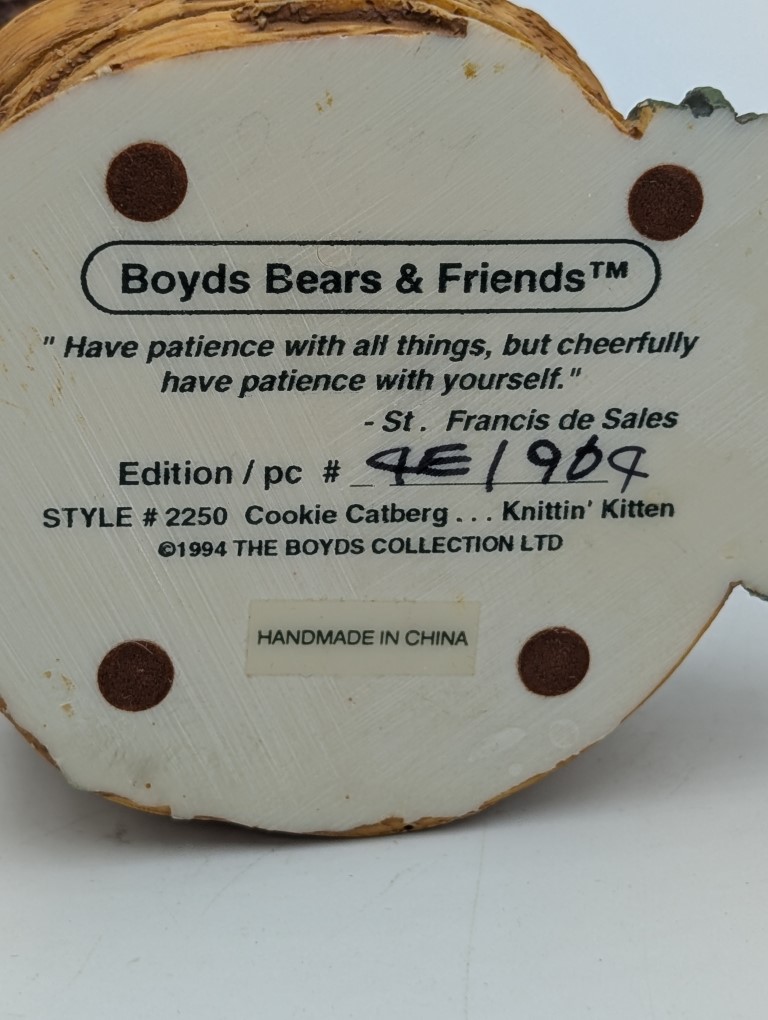 Boyds Bears & Friends™
" Have patience with all things, but cheerfully
have patience with yourself."
- St. Francis de Sales
Edition / pc # 4E/904
STYLE # 2250 Cookie Catberg . . . Knittin' Kitten
©1994 THE BOYDS COLLECTION LTD
HANDMADE IN CHINA